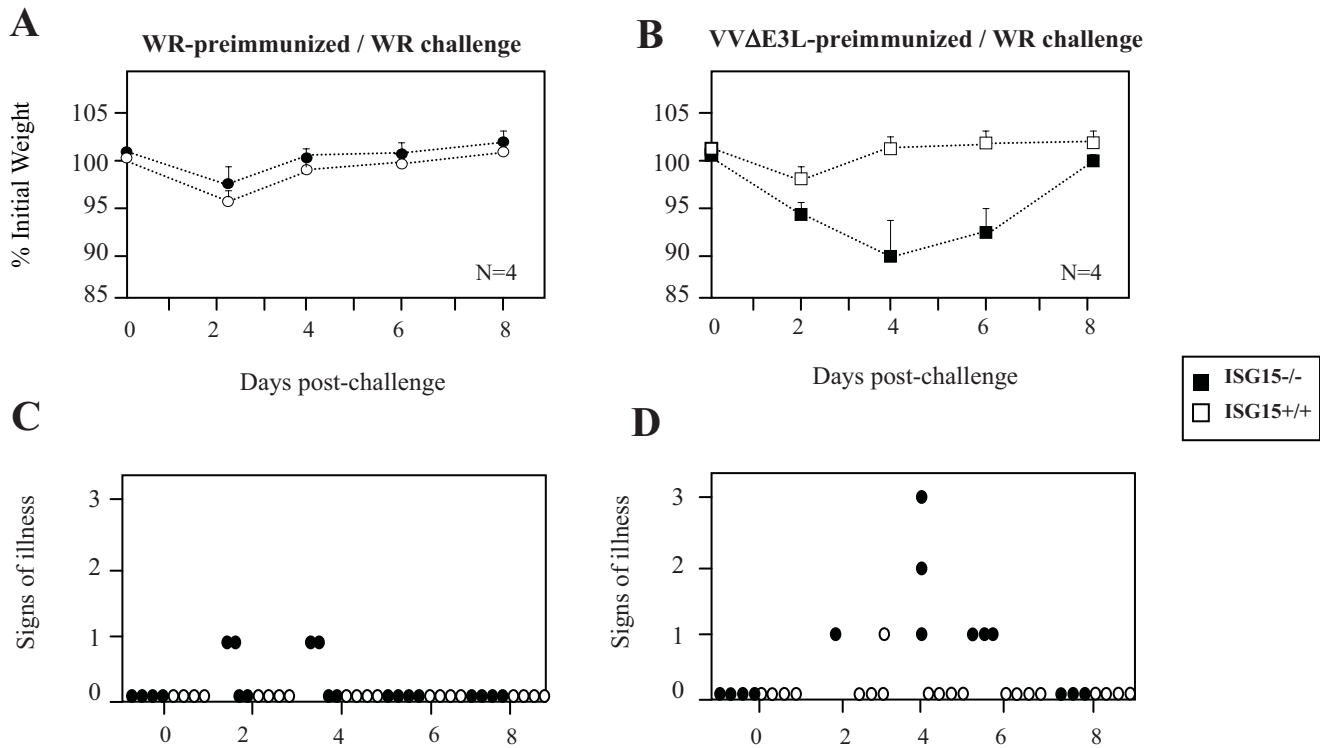 A
WR-preimmunized / WR challenge
% Initial Weight
105
100
95
90
85
N=4
0 2 4 6 8
Days post-challenge
B
VVΔE3L-preimmunized / WR challenge
105
100
95
90
85
N=4
0 2 4 6 8
Days post-challenge
ISG15-/-
ISG15+/+
C
Signs of illness
3
2
1
0
0 2 4 6 8
D
Signs of illness
3
2
1
0
0 2 4 6 8